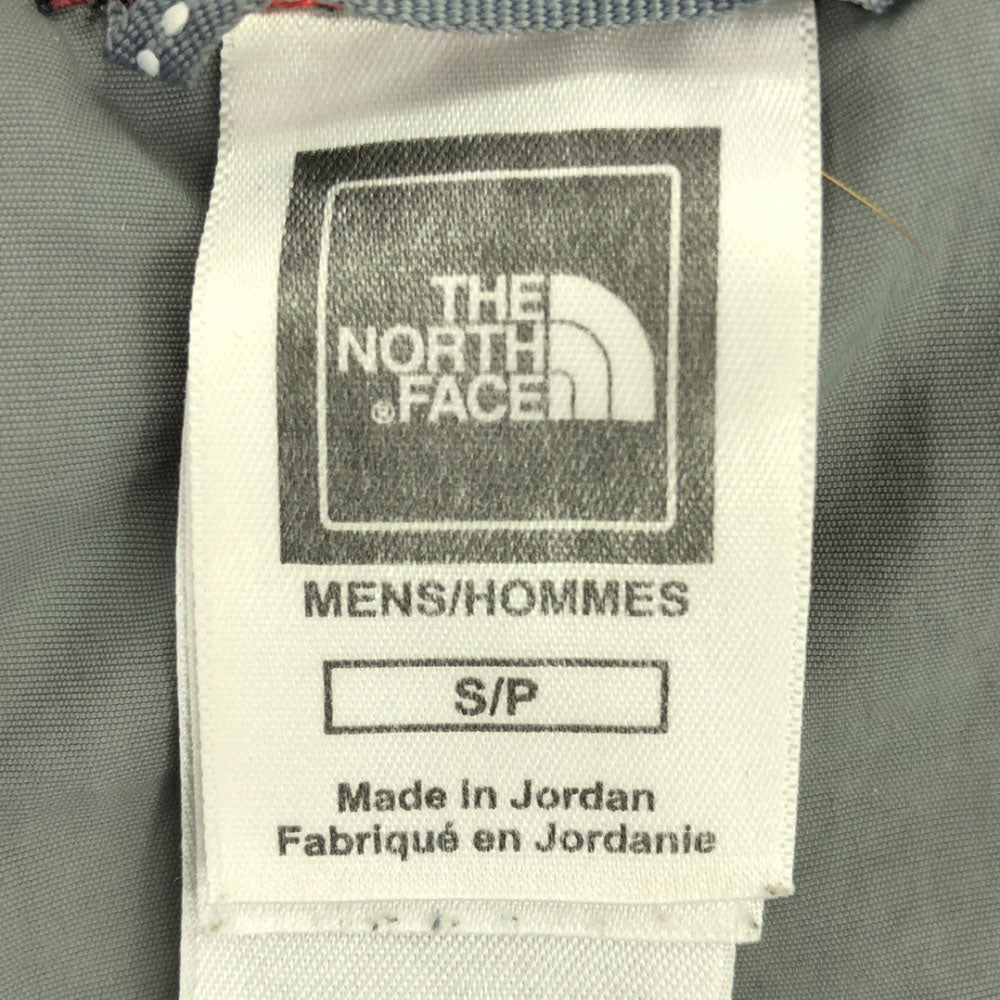 THE
NORTH
®FACE
MENS/HOMMES
S/P
Made in Jordan
Fabriqué en Jordanie